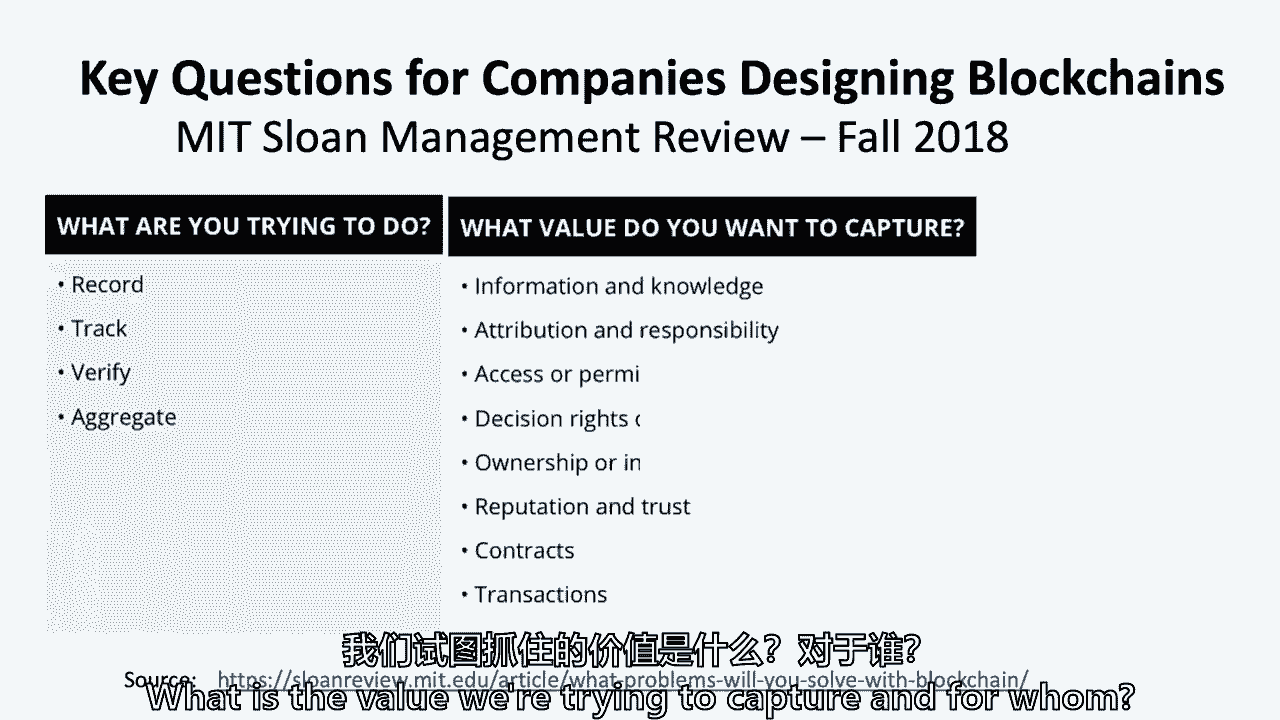 Key Questions for Companies Designing Blockchains
MIT Sloan Management Review – Fall 2018
WHAT ARE YOU TRYING TO DO?
• Record
• Track
• Verify
• Aggregate
WHAT VALUE DO YOU WANT TO CAPTURE?
• Information and knowledge
• Attribution and responsibility
• Access or permi
• Decision rights
• Ownership or in
• Reputation and trust
• Contracts
• Transactions
我们试图抓住的价值是什么？对于谁？
Source: https://sloanreview.mit.edu/article/what-problems-will-you-solve-with-blockchain/
What is the value we're trying to capture and for whom?